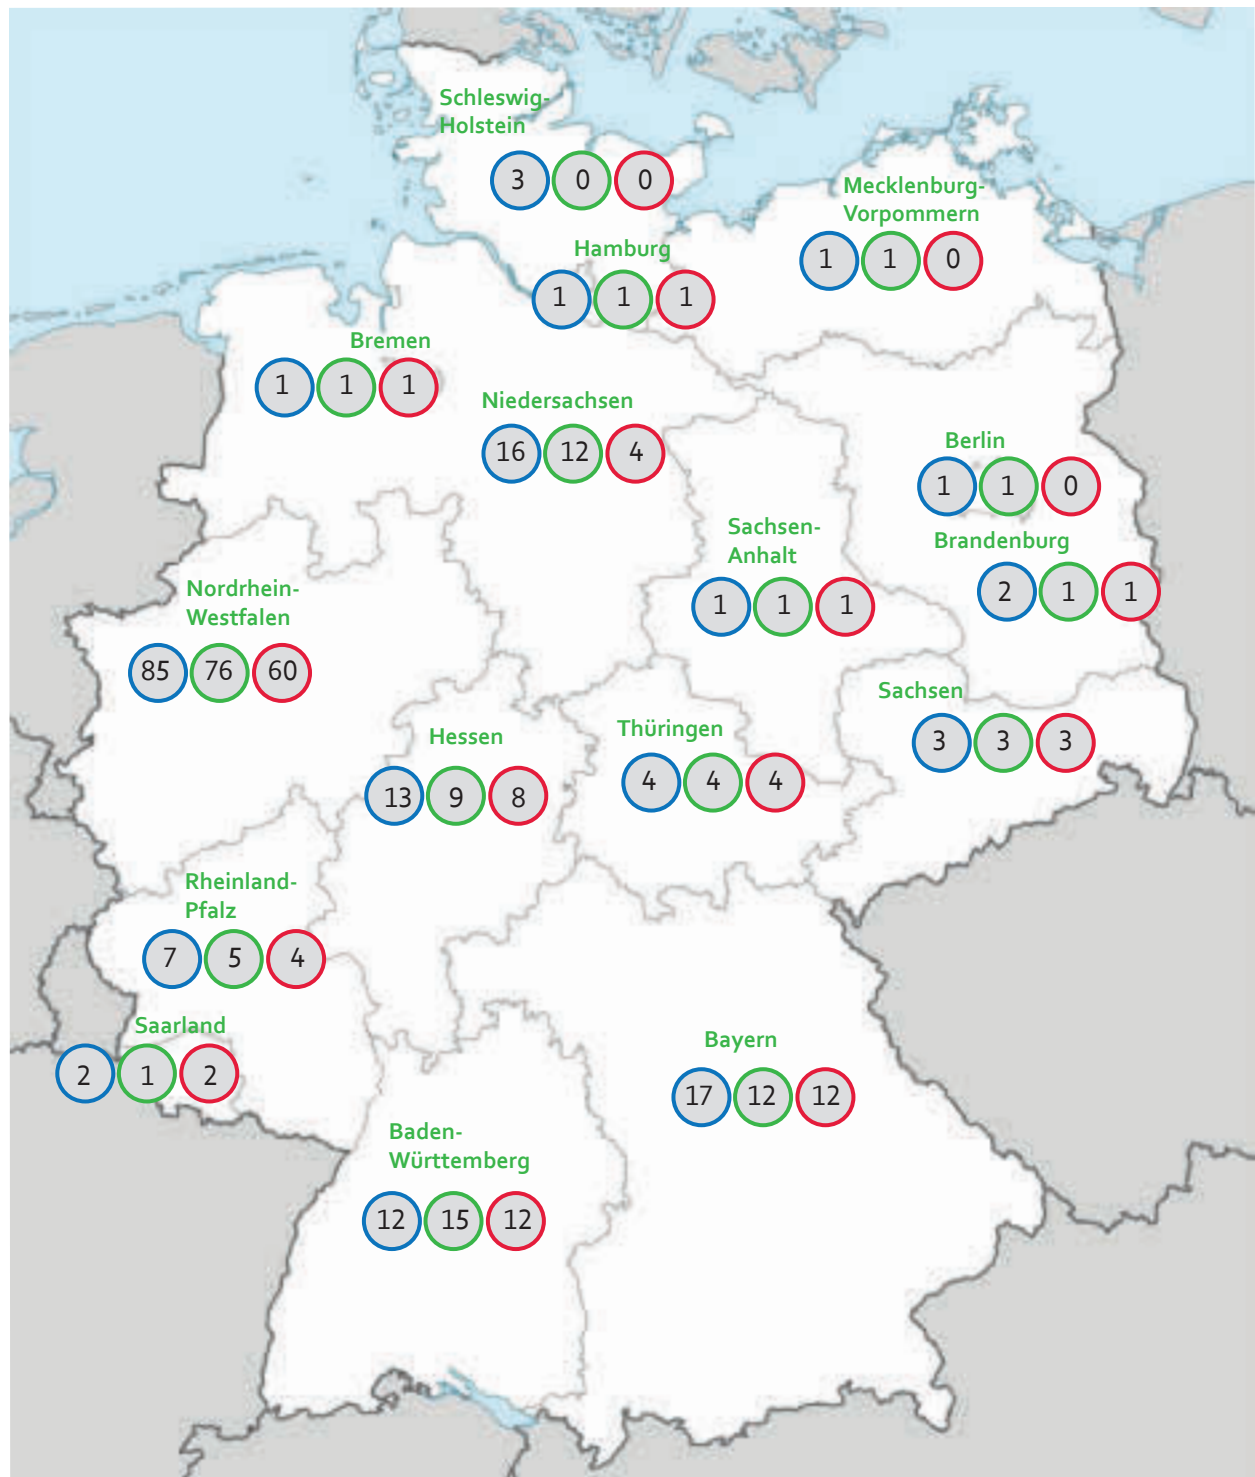 Schleswig-
Holstein
3 0 0
Mecklenburg-
Vorpommern
1 1 0
Hamburg
1 1 1
Bremen
1 1 1
Niedersachsen
16 12 4
Berlin
1 1 0
Sachsen-
Anhalt
1 1 1
Brandenburg
2 1 1
Nordrhein-
Westfalen
85 76 60
Sachsen
3 3 3
Hessen
13 9 8
Thüringen
4 4 4
Rheinland-
Pfalz
7 5 4
Saarland
2 1 2
Bayern
17 12 12
Baden-
Württemberg
12 15 12